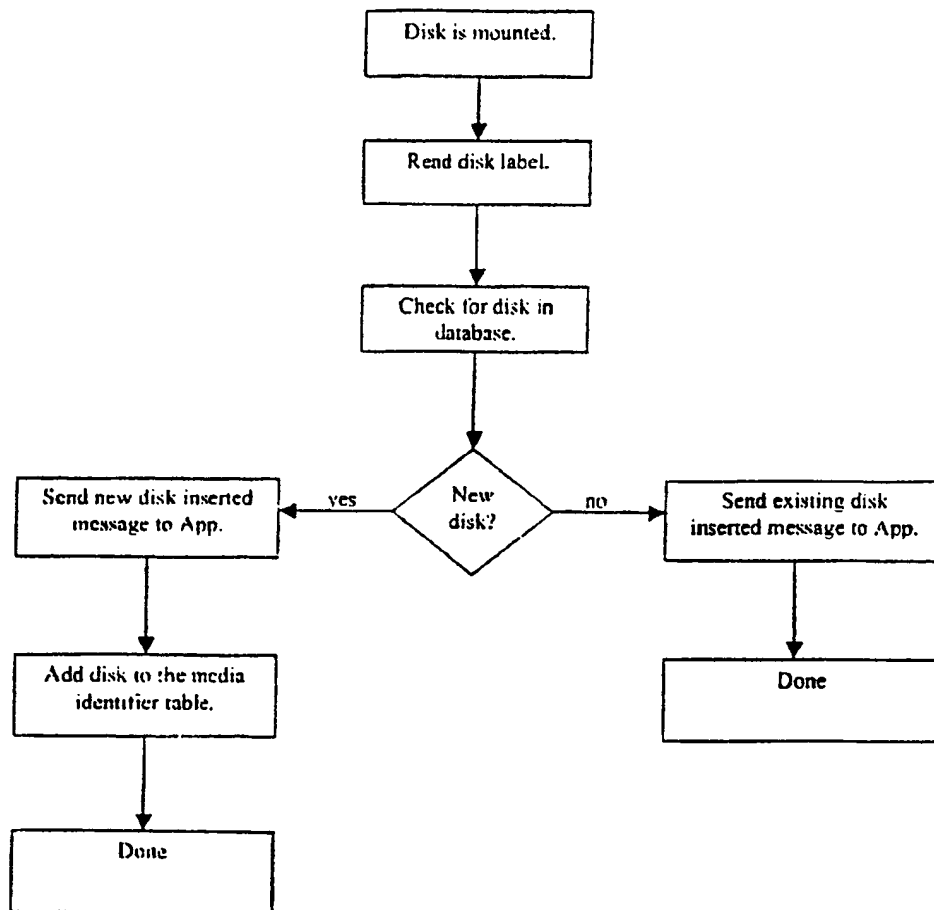 Disk is mounted.
Rend disk label.
Check for disk in
database.
New
disk?
yes
no
Send new disk inserted
message to App.
Send existing disk
inserted message to App.
Add disk to the media
identifier table.
Done
Done